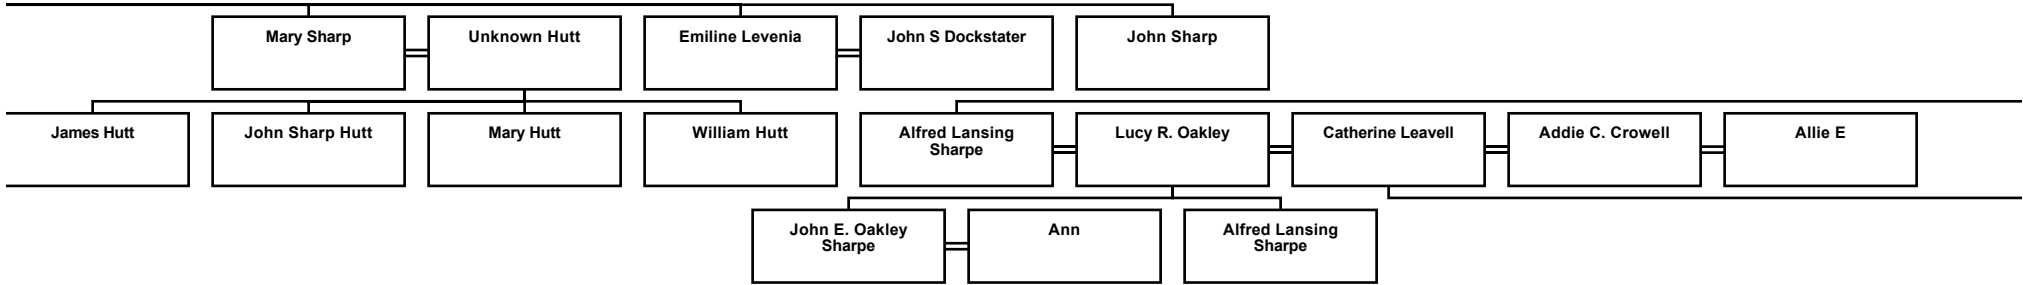 Mary Sharp
Unknown Hutt
Emiline Levenia
John S Dockstater
John Sharp
James Hutt
John Sharp Hutt
Mary Hutt
William Hutt
Alfred Lansing
Sharpe
Lucy R. Oakley
Catherine Leavell
Addie C. Crowell
Allie E
John E. Oakley
Sharpe
Ann
Alfred Lansing
Sharpe